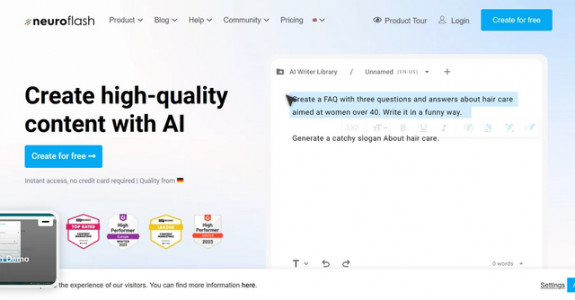 neuroflash
Product
Blog
Help
Community
Pricing
Product Tour
Login
Create for free
AI Writer Library / Unnamed (EN-US)
Create a FAQ with three questions and answers about hair care
aimed at women over 40. Write it in a funny way.
Generate a catchy slogan About hair care.
Create high-quality
content with AI
Create for free →
Instant access, no credit card required | Quality from
TOP RATED
High
Performer
LEADERS
High
Performer
2023
Demo
0 words
the experience of our visitors. You can find more information here.
Settings